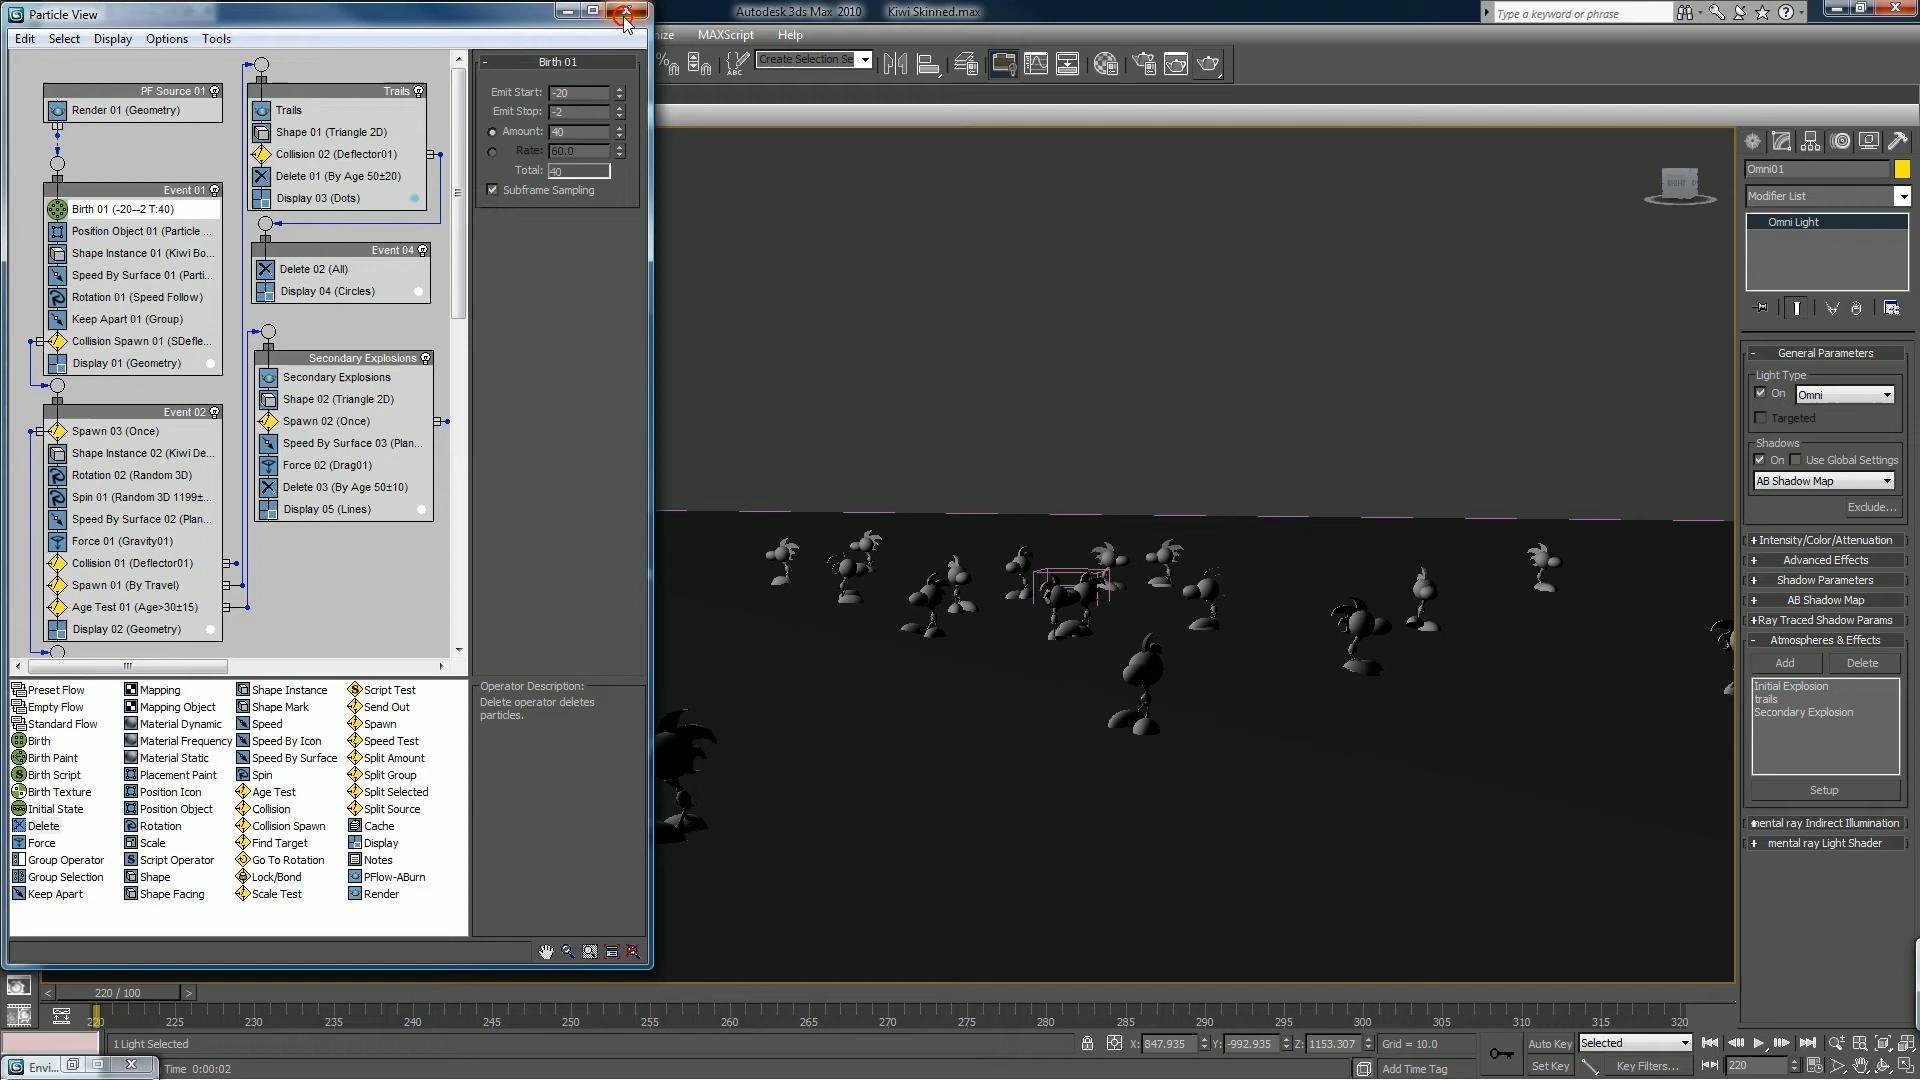 Particle View
Autodesk 3ds Max 2010
Kiwi Skinned.max
Type a keyword or phrase
Edit
Select
Display
Options
Tools
MAXScript
Help
Create Selection Se
PF Source 01
Render 01 (Geometry)
Event 01
Birth 01 (-20--2 T:40)
Position Object 01 (Particle ...
Shape Instance 01 (Kiwi Bo...
Speed By Surface 01 (Parti...
Rotation 01 (Speed Follow)
Keep Apart 01 (Group)
Collision Spawn 01 (SDefle...
Display 01 (Geometry)
Event 02
Spawn 03 (Once)
Shape Instance 02 (Kiwi De...
Rotation 02 (Random 3D)
Spin 01 (Random 3D 1199±...
Speed By Surface 02 (Plan...
Force 01 (Gravity01)
Collision 01 (Deflector01)
Spawn 01 (By Travel)
Age Test 01 (Age>30±15)
Display 02 (Geometry)
Trails
Trails
Shape 01 (Triangle 2D)
Collision 02 (Deflector01)
Delete 01 (By Age 50±20)
Display 03 (Dots)
Event 04
Delete 02 (All)
Display 04 (Circles)
Secondary Explosions
Secondary Explosions
Shape 02 (Triangle 2D)
Spawn 02 (Once)
Speed By Surface 03 (Plan...
Force 02 (Drag01)
Delete 03 (By Age 50±10)
Display 05 (Lines)
Birth 01
Emit Start: -20
Emit Stop: -2
Amount: 40
Rate: 60.0
Total: 40
Subframe Sampling
Operator Description:
Delete operator deletes
particles.
Preset Flow
Empty Flow
Standard Flow
Birth
Birth Paint
Birth Script
Birth Texture
Initial State
Delete
Force
Group Operator
Group Selection
Keep Apart
Mapping
Mapping Object
Material Dynamic
Material Frequency
Material Static
Placement Paint
Position Icon
Position Object
Rotation
Scale
Script Operator
Shape
Shape Facing
Shape Instance
Shape Mark
Speed
Speed By Icon
Speed By Surface
Spin
Age Test
Collision
Collision Spawn
Find Target
Go To Rotation
Lock/Bond
Scale Test
Script Test
Send Out
Spawn
Speed Test
Split Amount
Split Group
Split Selected
Split Source
Cache
Display
Notes
PFlow-ABurn
Render
RIGHT
Omni01
Modifier List
Omni Light
General Parameters
Light Type
On
Omni
Targeted
Shadows
On
Use Global Settings
AB Shadow Map
Exclude...
Intensity/Color/Attenuation
Advanced Effects
Shadow Parameters
AB Shadow Map
Ray Traced Shadow Params
Atmospheres & Effects
Add
Delete
Initial Explosion
trails
Secondary Explosion
Setup
mental ray Indirect Illumination
mental ray Light Shader
220 / 100
220 225 230 235 240 245 250 255 260 265 270 275 280 285 290 295 300 305 310 315 320
1 Light Selected
X: 847.935
Y: -992.935
Z: 1153.307
Grid = 10.0
Auto Key
Selected
Envi...
Time 0:00:02
Add Time Tag
Set Key
Key Filters...
220